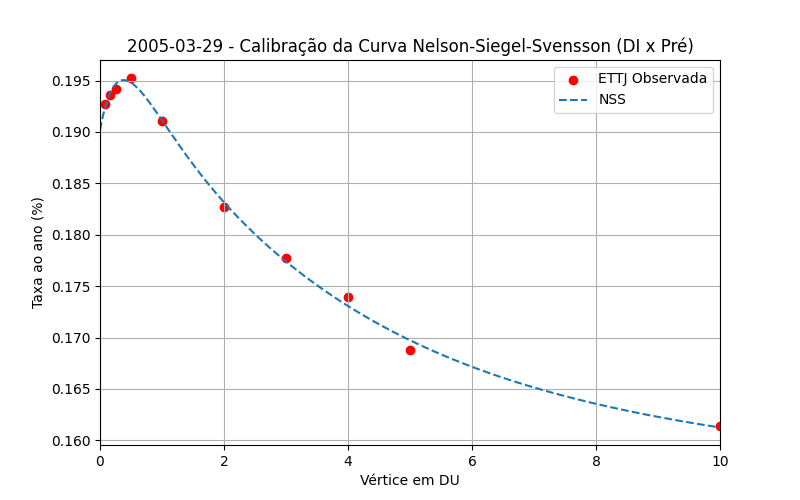 2005-03-29 - Calibração da Curva Nelson-Siegel-Svensson (DI x Pré)
ETTJ Observada
NSS
Taxa ao ano (%)
0.195
0.190
0.185
0.180
0.175
0.170
0.165
0.160
0 2 4 6 8 10
Vértice em DU